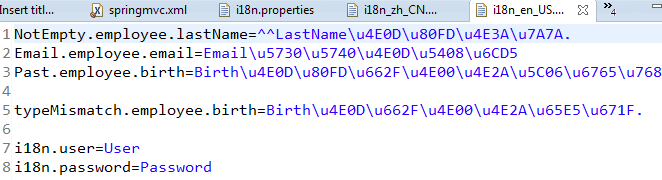 Insert titl... springmvc.xml i18n.properties i18n_zh_CN.... i18n_en_US.... »4
1 NotEmpty.employee.lastName=^^LastName\u4E0D\u80FD\u4E3A\u7A7A.
2 Email.employee.email=Email\u5730\u5740\u4E0D\u5408\u6CD5
3 Past.employee.birth=Birth\u4E0D\u80FD\u662F\u4E00\u4E2A\u5C06\u6765\u768
4
5 typeMismatch.employee.birth=Birth\u4E0D\u662F\u4E00\u4E2A\u65E5\u671F.
6
7 i18n.user=User
8 i18n.password=Password